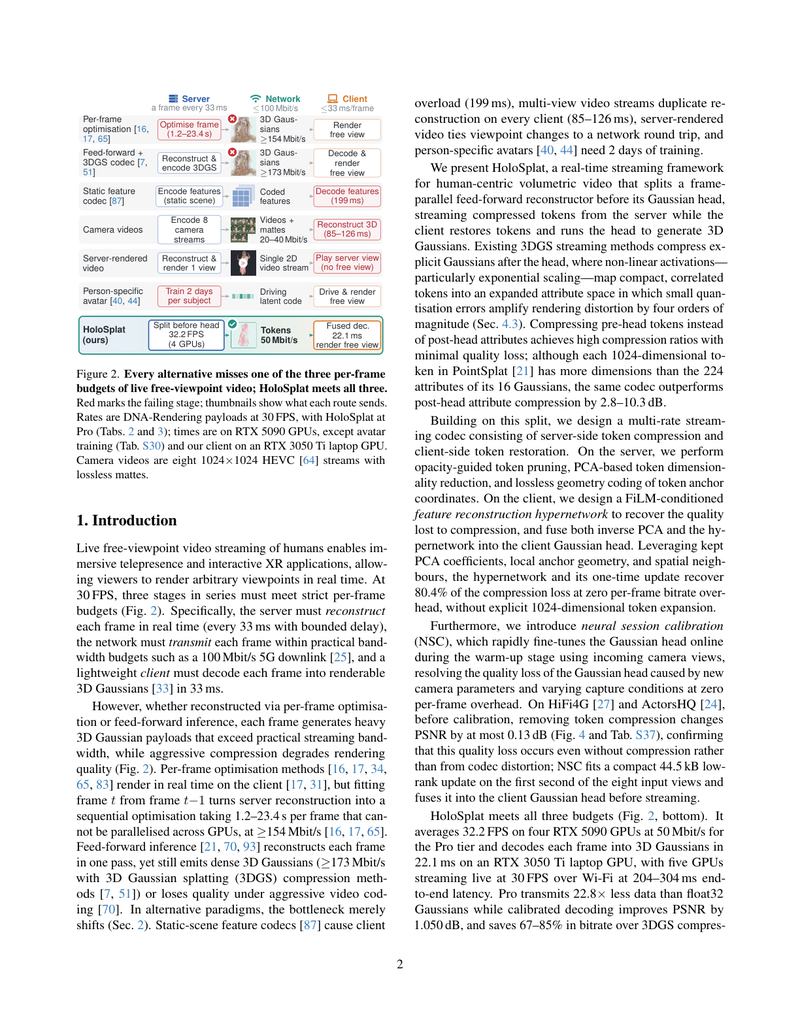 Server
a frame every 33 ms
Network
≤100 Mbit/s
Client
≤33 ms/frame
Per-frame
optimisation [16,
17, 65]
Optimise frame
(1.2–23.4 s)
3D Gaus-
sians
≥154 Mbit/s
Render
free view
Feed-forward +
3DGS codec [7,
51]
Reconstruct &
encode 3DGS
3D Gaus-
sians
≥173 Mbit/s
Decode &
render
free view
Static feature
codec [87]
Encode features
(static scene)
Coded
features
Decode features
(199 ms)
Camera videos
Encode 8
camera
streams
Videos +
mattes
20–40 Mbit/s
Reconstruct 3D
(85–126 ms)
Server-rendered
video
Reconstruct &
render 1 view
Single 2D
video stream
Play server view
(no free view)
Person-specific
avatar [40, 44]
Train 2 days
per subject
Driving
latent code
Drive & render
free view
HoloSplat
(ours)
Split before head
32.2 FPS
(4 GPUs)
Tokens
50 Mbit/s
Fused dec.
22.1 ms
render free view
Figure 2. Every alternative misses one of the three per-frame
budgets of live free-viewpoint video; HoloSplat meets all three.
Red marks the failing stage; thumbnails show what each route sends.
Rates are DNA-Rendering payloads at 30 FPS, with HoloSplat at
Pro (Tabs. 2 and 3); times are on RTX 5090 GPUs, except avatar
training (Tab. S30) and our client on an RTX 3050 Ti laptop GPU.
Camera videos are eight 1024×1024 HEVC [64] streams with
lossless mattes.
1. Introduction
Live free-viewpoint video streaming of humans enables im-
mersive telepresence and interactive XR applications, allow-
ing viewers to render arbitrary viewpoints in real time. At
30 FPS, three stages in series must meet strict per-frame
budgets (Fig. 2). Specifically, the server must reconstruct
each frame in real time (every 33 ms with bounded delay),
the network must transmit each frame within practical band-
width budgets such as a 100 Mbit/s 5G downlink [25], and a
lightweight client must decode each frame into renderable
3D Gaussians [33] in 33 ms.
However, whether reconstructed via per-frame optimisa-
tion or feed-forward inference, each frame generates heavy
3D Gaussian payloads that exceed practical streaming band-
width, while aggressive compression degrades rendering
quality (Fig. 2). Per-frame optimisation methods [16, 17, 34,
65, 83] render in real time on the client [17, 31], but fitting
frame t from frame t−1 turns server reconstruction into a
sequential optimisation taking 1.2–23.4 s per frame that can-
not be parallelised across GPUs, at ≥154 Mbit/s [16, 17, 65].
Feed-forward inference [21, 70, 93] reconstructs each frame
in one pass, yet still emits dense 3D Gaussians (≥173 Mbit/s
with 3D Gaussian splatting (3DGS) compression meth-
ods [7, 51]) or loses quality under aggressive video cod-
ing [70]. In alternative paradigms, the bottleneck merely
shifts (Sec. 2). Static-scene feature codecs [87] cause client
overload (199 ms), multi-view video streams duplicate re-
construction on every client (85–126 ms), server-rendered
video ties viewpoint changes to a network round trip, and
person-specific avatars [40, 44] need 2 days of training.
We present HoloSplat, a real-time streaming framework
for human-centric volumetric video that splits a frame-
parallel feed-forward reconstructor before its Gaussian head,
streaming compressed tokens from the server while the
client restores tokens and runs the head to generate 3D
Gaussians. Existing 3DGS streaming methods compress ex-
plicit Gaussians after the head, where non-linear activations—
particularly exponential scaling—map compact, correlated
tokens into an expanded attribute space in which small quan-
tisation errors amplify rendering distortion by four orders of
magnitude (Sec. 4.3). Compressing pre-head tokens instead
of post-head attributes achieves high compression ratios with
minimal quality loss; although each 1024-dimensional to-
ken in PointSplat [21] has more dimensions than the 224
attributes of its 16 Gaussians, the same codec outperforms
post-head attribute compression by 2.8–10.3 dB.
Building on this split, we design a multi-rate stream-
ing codec consisting of server-side token compression and
client-side token restoration. On the server, we perform
opacity-guided token pruning, PCA-based token dimension-
ality reduction, and lossless geometry coding of token anchor
coordinates. On the client, we design a FiLM-conditioned
feature reconstruction hypernetwork to recover the quality
lost to compression, and fuse both inverse PCA and the hy-
pernetwork into the client Gaussian head. Leveraging kept
PCA coefficients, local anchor geometry, and spatial neigh-
bours, the hypernetwork and its one-time update recover
80.4% of the compression loss at zero per-frame bitrate over-
head, without explicit 1024-dimensional token expansion.
Furthermore, we introduce neural session calibration
(NSC), which rapidly fine-tunes the Gaussian head online
during the warm-up stage using incoming camera views,
resolving the quality loss of the Gaussian head caused by
new camera parameters and varying capture conditions at zero
per-frame overhead. On HiFi4G [27] and ActorsHQ [24],
before calibration, removing token compression changes
PSNR by at most 0.13 dB (Fig. 4 and Tab. S37), confirming
that this quality loss occurs even without compression rather
than from codec distortion; NSC fits a compact 44.5 kB low-
rank update on the first second of the eight input views and
fuses it into the client Gaussian head before streaming.
HoloSplat meets all three budgets (Fig. 2, bottom). It
averages 32.2 FPS on four RTX 5090 GPUs at 50 Mbit/s for
the Pro tier and decodes each frame into 3D Gaussians in
22.1 ms on an RTX 3050 Ti laptop GPU, with five GPUs
streaming live at 30 FPS over Wi-Fi at 204–304 ms end-
to-end latency. Pro transmits 22.8× less data than float32
Gaussians while calibrated decoding improves PSNR by
1.050 dB, and saves 67–85% in bitrate over 3DGS compres-
2